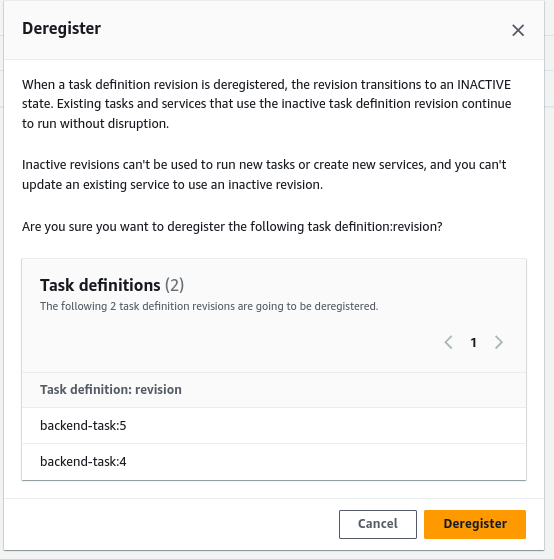 Deregister
When a task definition revision is deregistered, the revision transitions to an INACTIVE
state. Existing tasks and services that use the inactive task definition revision continue
to run without disruption.
Inactive revisions can't be used to run new tasks or create new services, and you can't
update an existing service to use an inactive revision.
Are you sure you want to deregister the following task definition:revision?
Task definitions (2)
The following 2 task definition revisions are going to be deregistered.
1
Task definition: revision
backend-task:5
backend-task:4
Cancel
Deregister